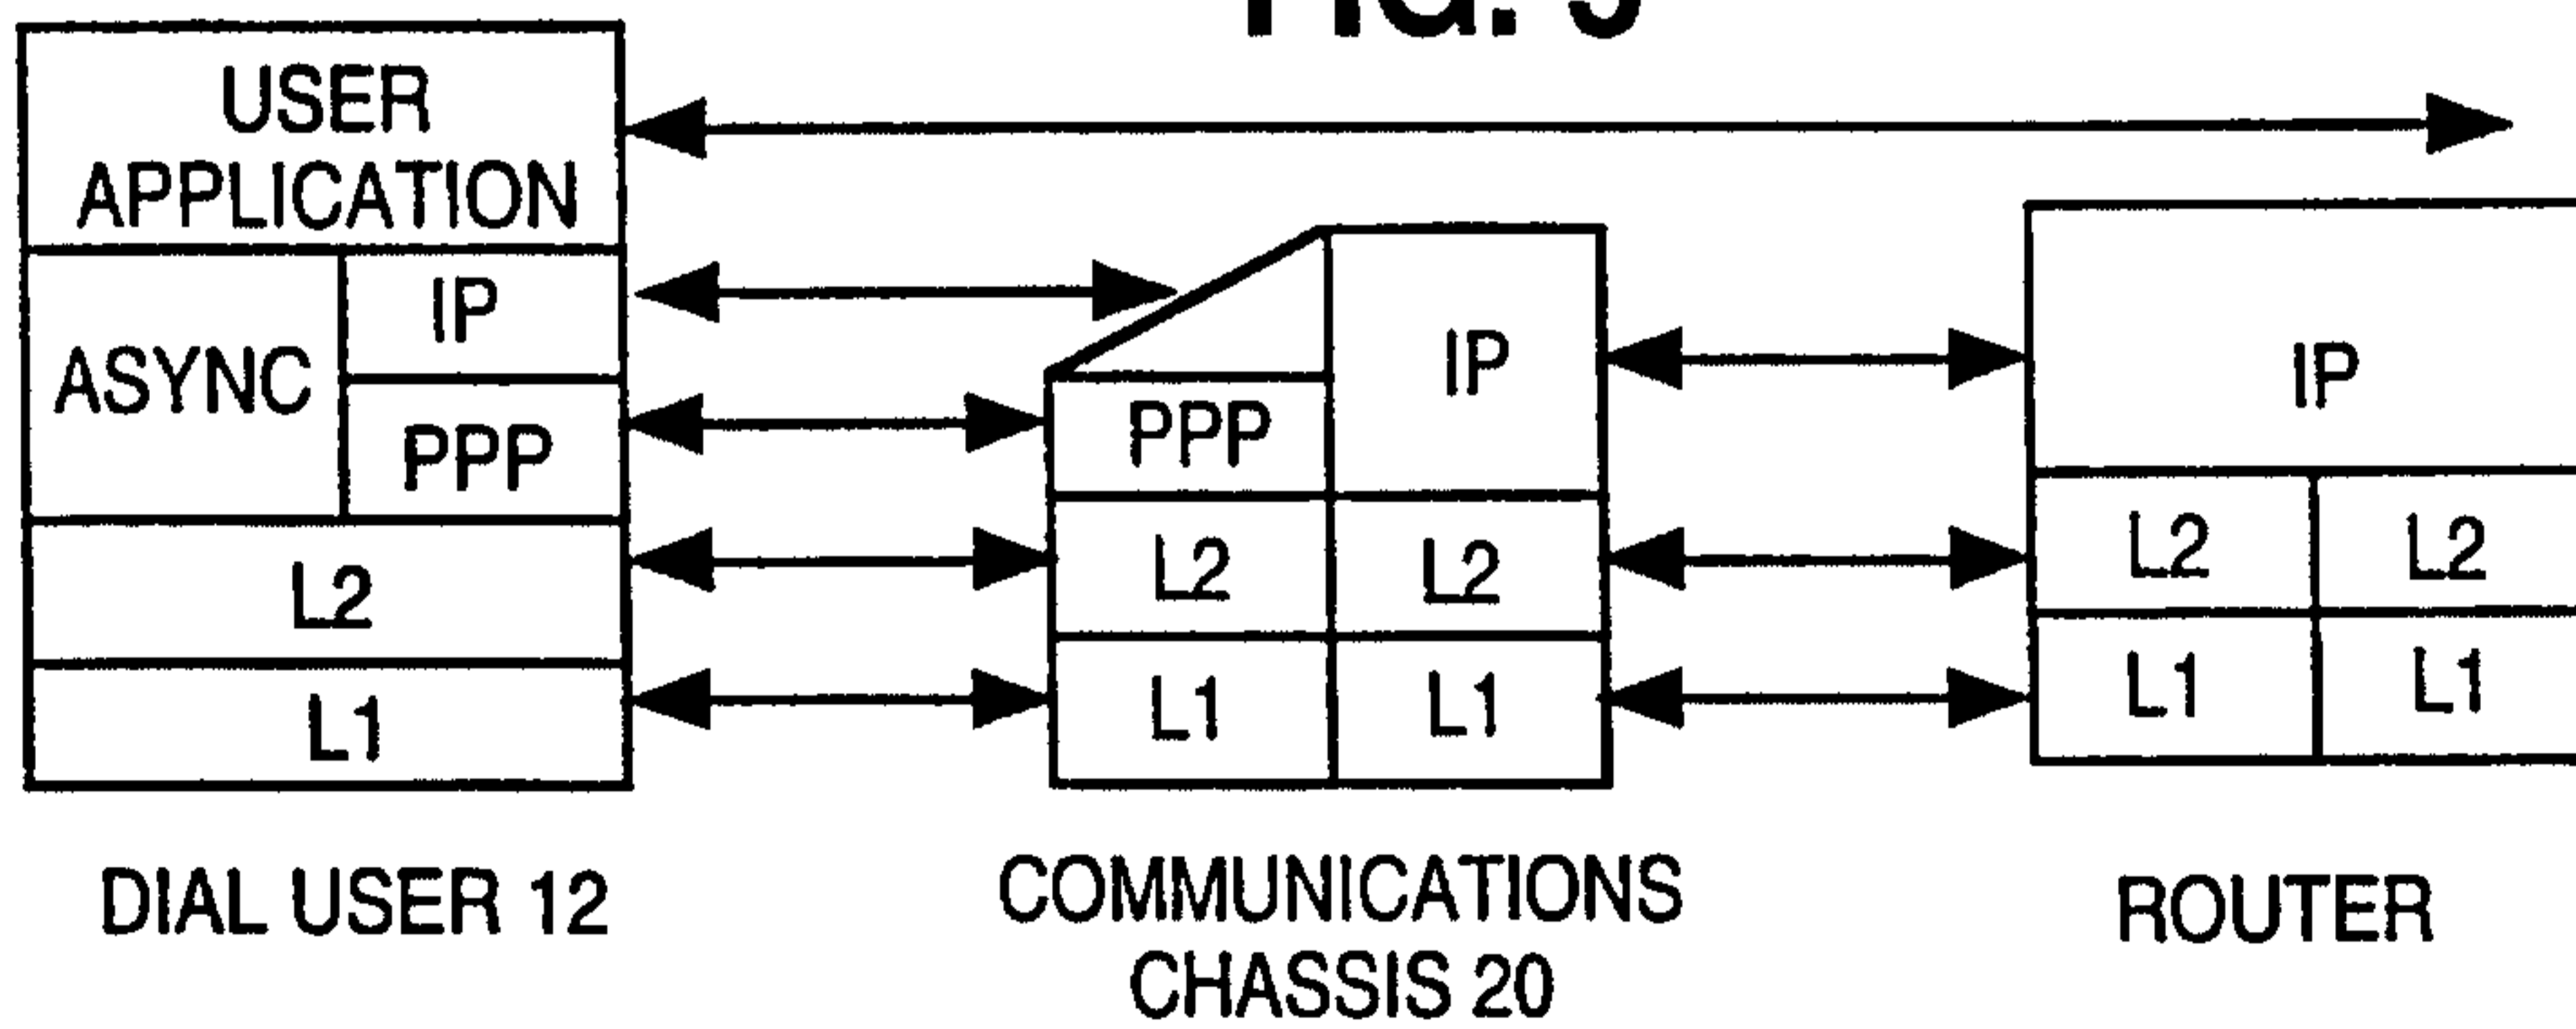 USER
APPLICATION
ASYNC
IP
PPP
L2
L1
IP
PPP
L2
L2
L1
L1
IP
L2
L2
L1
L1
DIAL USER 12
COMMUNICATIONS
CHASSIS 20
ROUTER